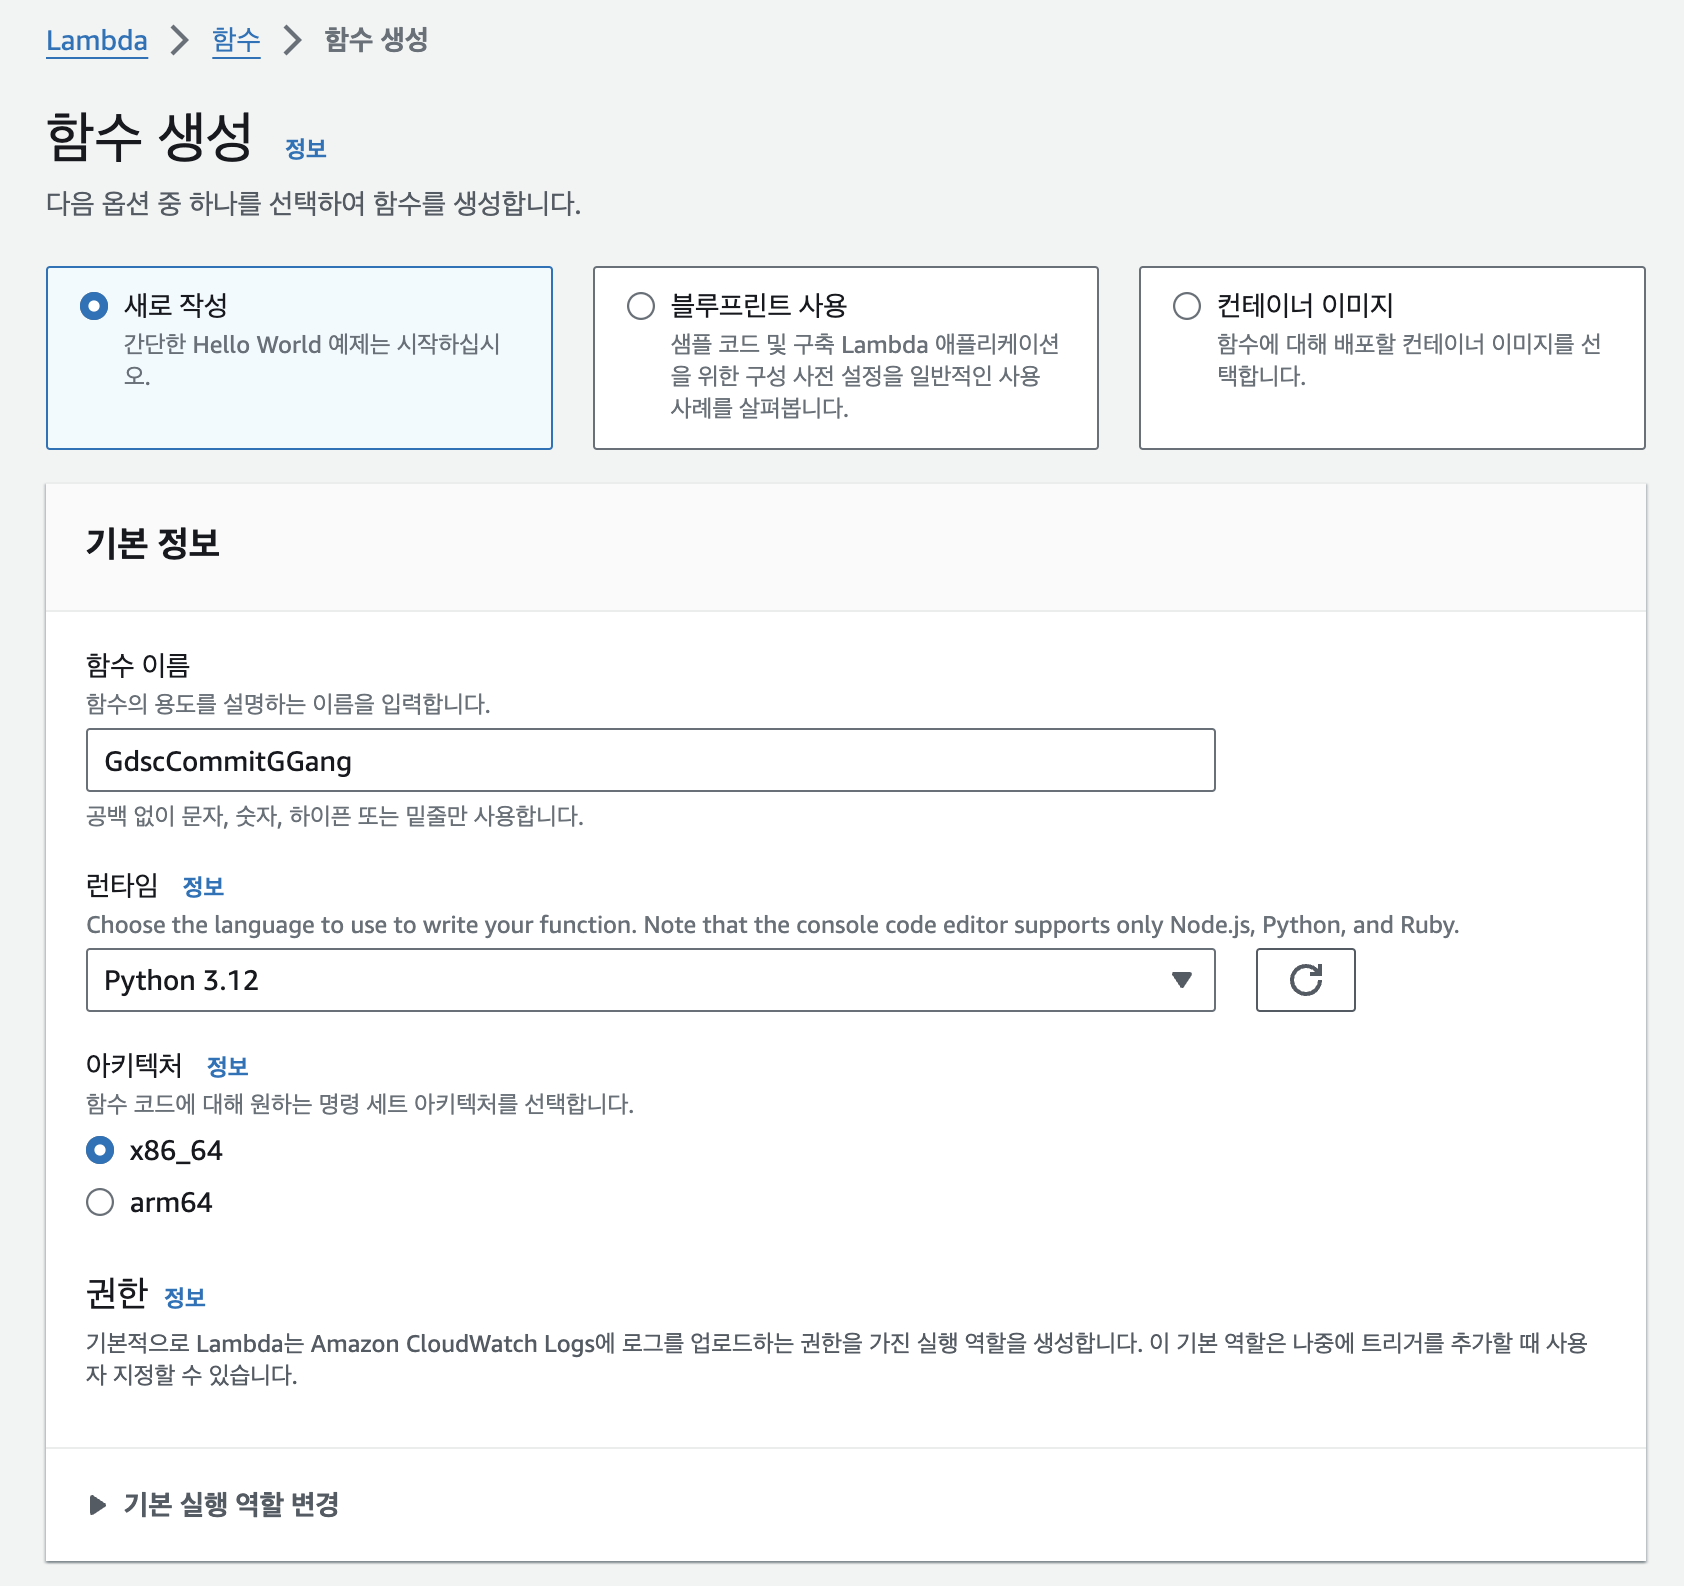 Lambda > 함수 > 함수 생성
함수 생성 정보
다음 옵션 중 하나를 선택하여 함수를 생성합니다.
새로 작성
간단한 Hello World 예제는 시작하십시
오.
블루프린트 사용
샘플 코드 및 구축 Lambda 애플리케이션
을 위한 구성 사전 설정을 일반적인 사용
사례를 살펴봅니다.
컨테이너 이미지
함수에 대해 배포할 컨테이너 이미지를 선
택합니다.
기본 정보
함수 이름
함수의 용도를 설명하는 이름을 입력합니다.
GdscCommitGGang
공백 없이 문자, 숫자, 하이픈 또는 밑줄만 사용합니다.
런타임 정보
Choose the language to use to write your function. Note that the console code editor supports only Node.js, Python, and Ruby.
Python 3.12
아키텍처 정보
함수 코드에 대해 원하는 명령 세트 아키텍처를 선택합니다.
x86_64
arm64
권한 정보
기본적으로 Lambda는 Amazon CloudWatch Logs에 로그를 업로드하는 권한을 가진 실행 역할을 생성합니다. 이 기본 역할은 나중에 트리거를 추가할 때 사용
자 지정할 수 있습니다.
기본 실행 역할 변경